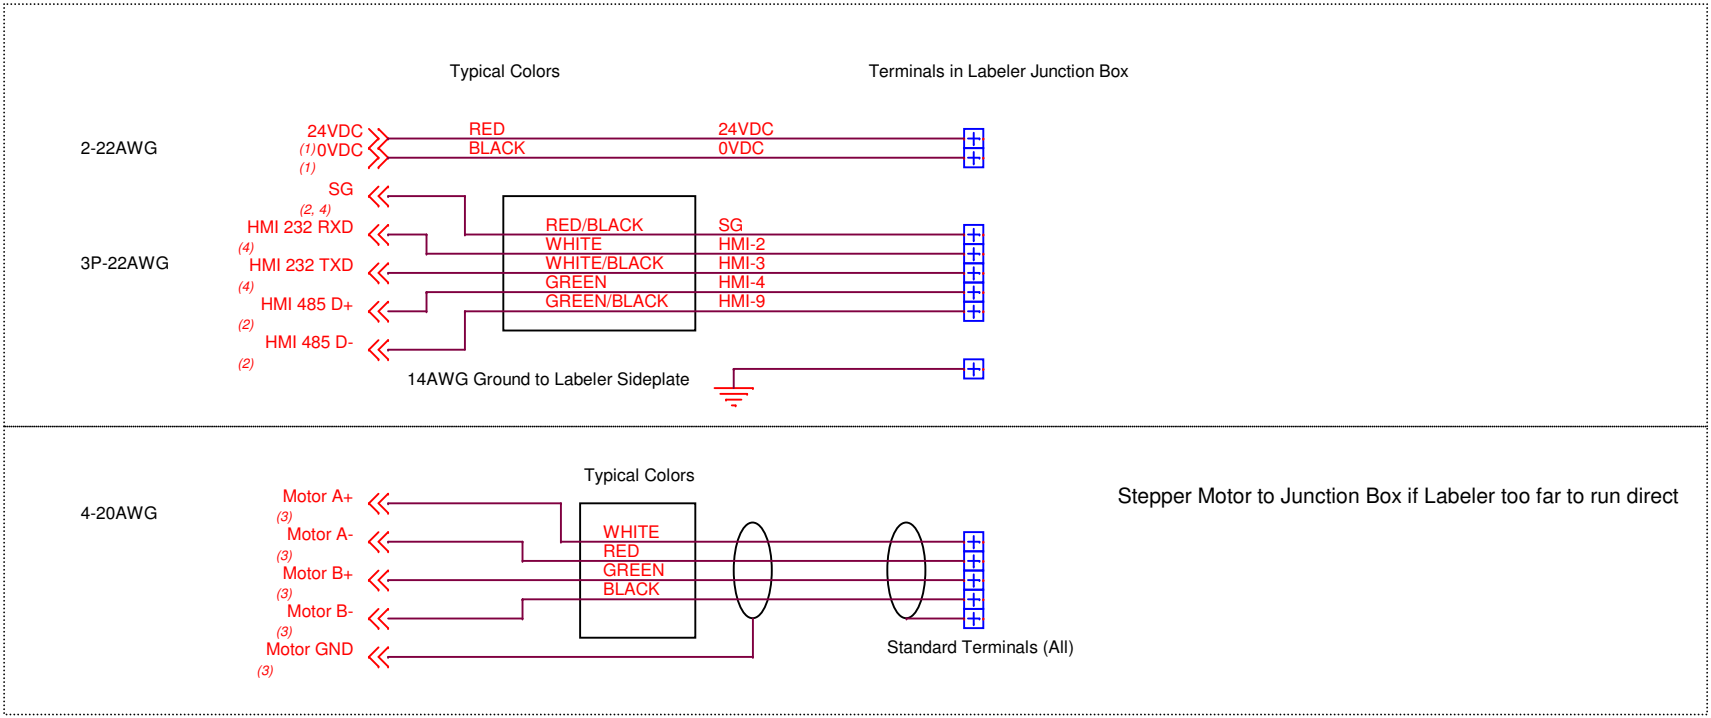 Typical Colors Terminals in Labeler Junction Box
24VDC RED 24VDC
2-22AWG (1) 0VDC BLACK 0VDC
(1)
SG
(2, 4)
HMI 232 RXD RED/BLACK SG
(4) WHITE HMI-2
3P-22AWG HMI 232 TXD WHITE/BLACK HMI-3
(4) GREEN HMI-4
HMI 485 D+ GREEN/BLACK HMI-9
(2)
HMI 485 D-
(2)
14AWG Ground to Labeler Sideplate
Typical Colors
Motor A+ Stepper Motor to Junction Box if Labeler too far to run direct
4-20AWG (3)
Motor A- WHITE
(3) RED
Motor B+ GREEN
(3) BLACK
Motor B-
(3)
Motor GND Standard Terminals (All)
(3)